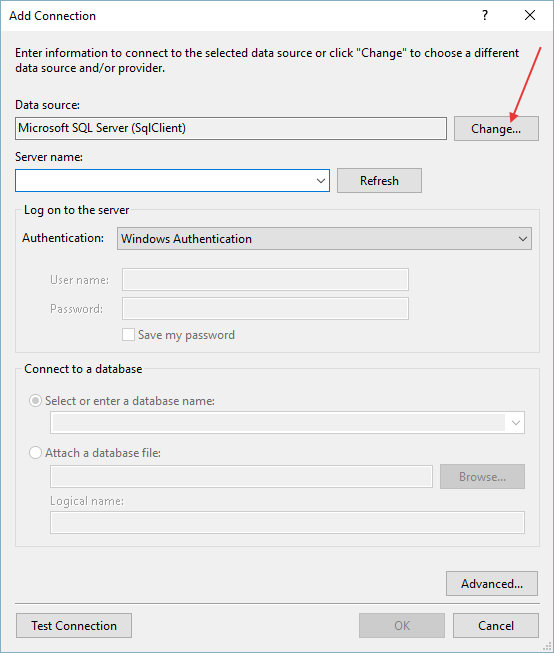 Add Connection
?
Enter information to connect to the selected data source or click "Change" to choose a different
data source and/or provider.
Data source:
Microsoft SQL Server (SqlClient)
Change...
Server name:
Refresh
Log on to the server
Authentication:
Windows Authentication
User name:
Password:
Save my password
Connect to a database
Select or enter a database name:
Attach a database file:
Browse...
Logical name:
Advanced...
Test Connection
OK
Cancel